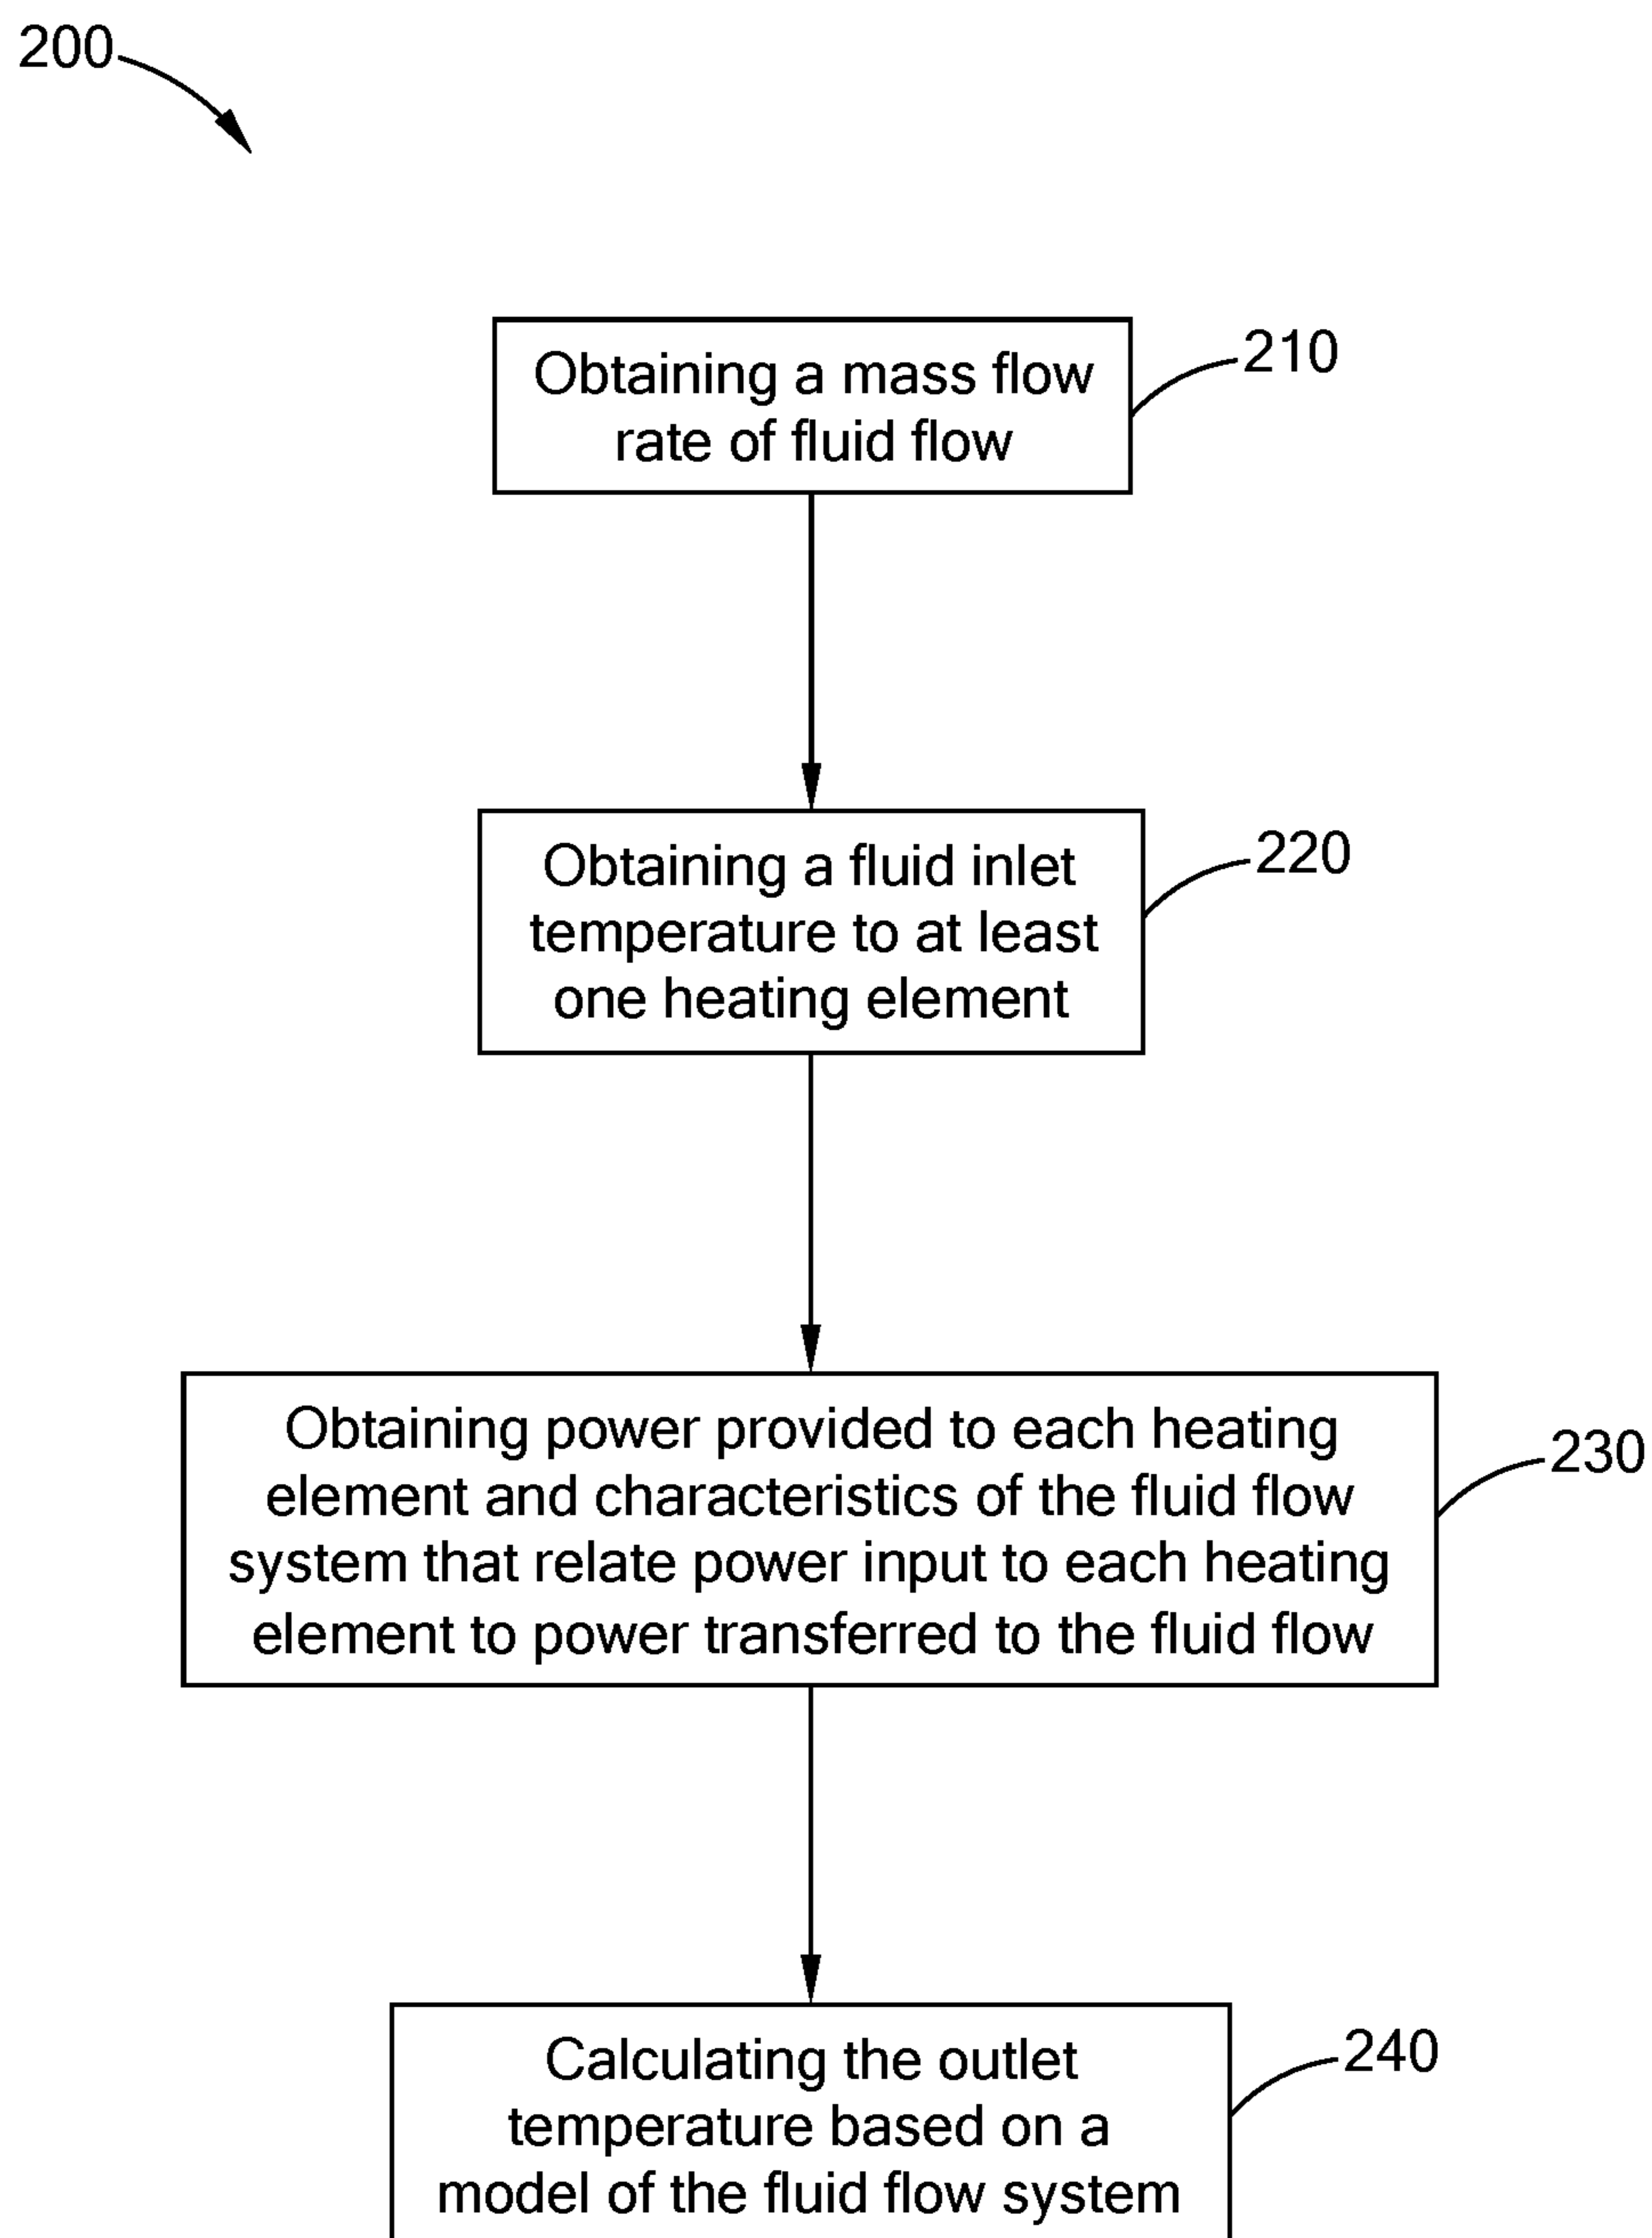 200
Obtaining a mass flow
rate of fluid flow
210
Obtaining a fluid inlet
temperature to at least
one heating element
220
Obtaining power provided to each heating
element and characteristics of the fluid flow
system that relate power input to each heating
element to power transferred to the fluid flow
230
Calculating the outlet
temperature based on a
model of the fluid flow system
240